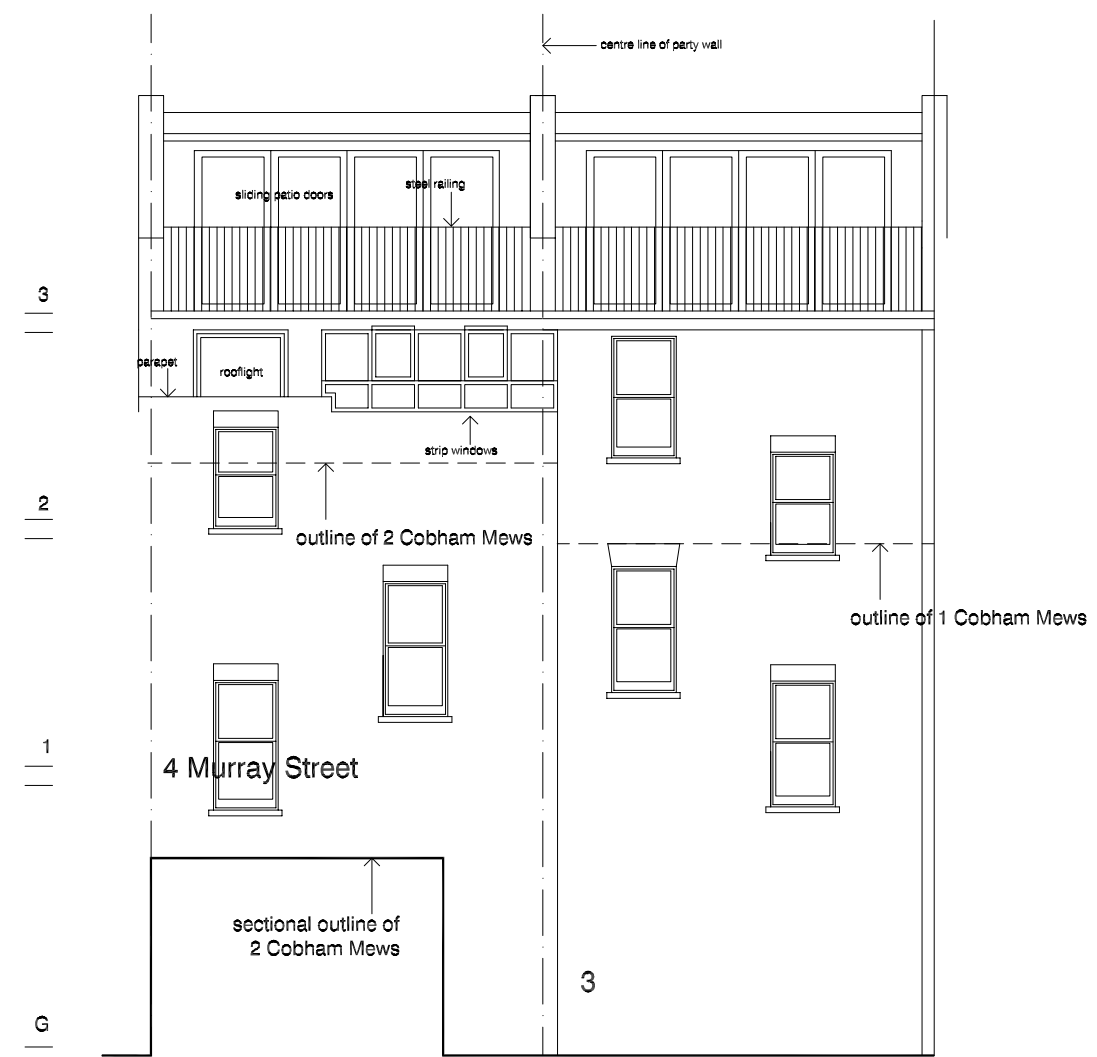 centre line of party wall
steel railing
sliding patio doors
3
parapet
rooflight
strip windows
2
outline of 2 Cobham Mews
outline of 1 Cobham Mews
1
4 Murray Street
sectional outline of
2 Cobham Mews
3
G